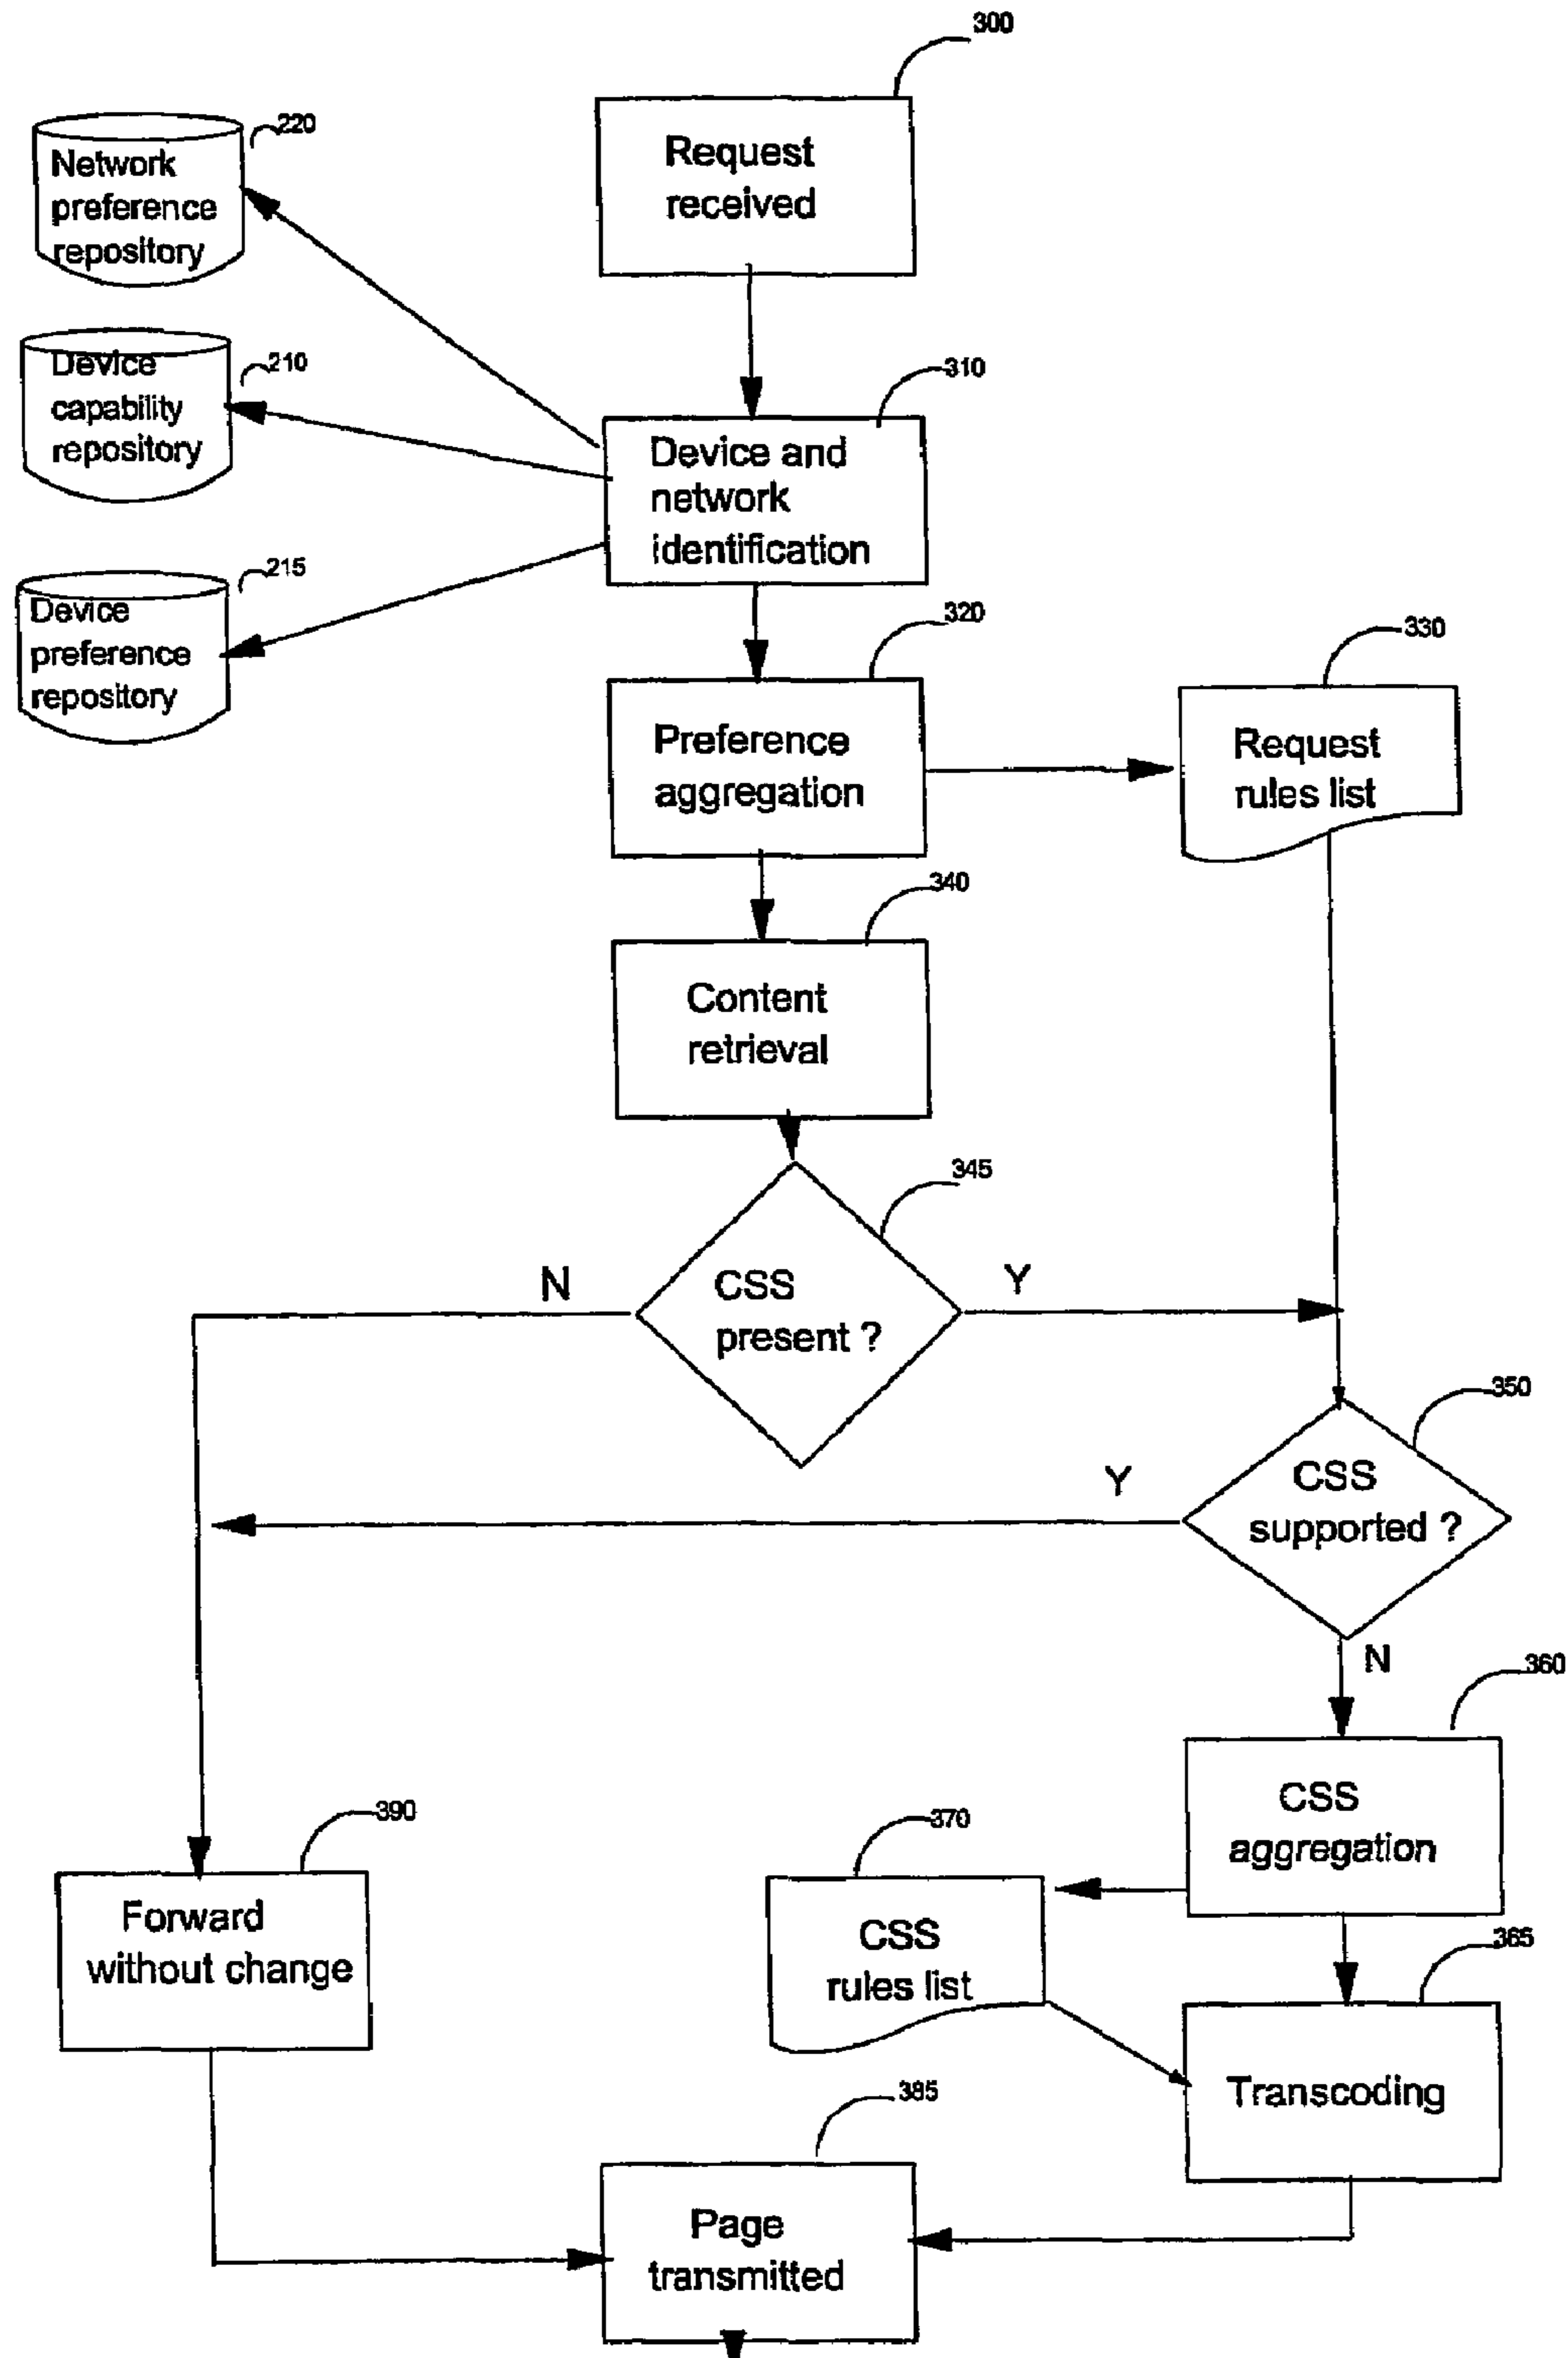 300
Request
received
220
Network
preference
repository
210
Device
capability
repository
310
Device and
network
identification
215
Device
preference
repository
320
Preference
aggregation
330
Request
rules list
340
Content
retrieval
345
CSS
present ?
N
Y
350
CSS
supported ?
Y
N
360
CSS
aggregation
390
Forward
without change
370
CSS
rules list
365
Transcoding
385
Page
transmitted